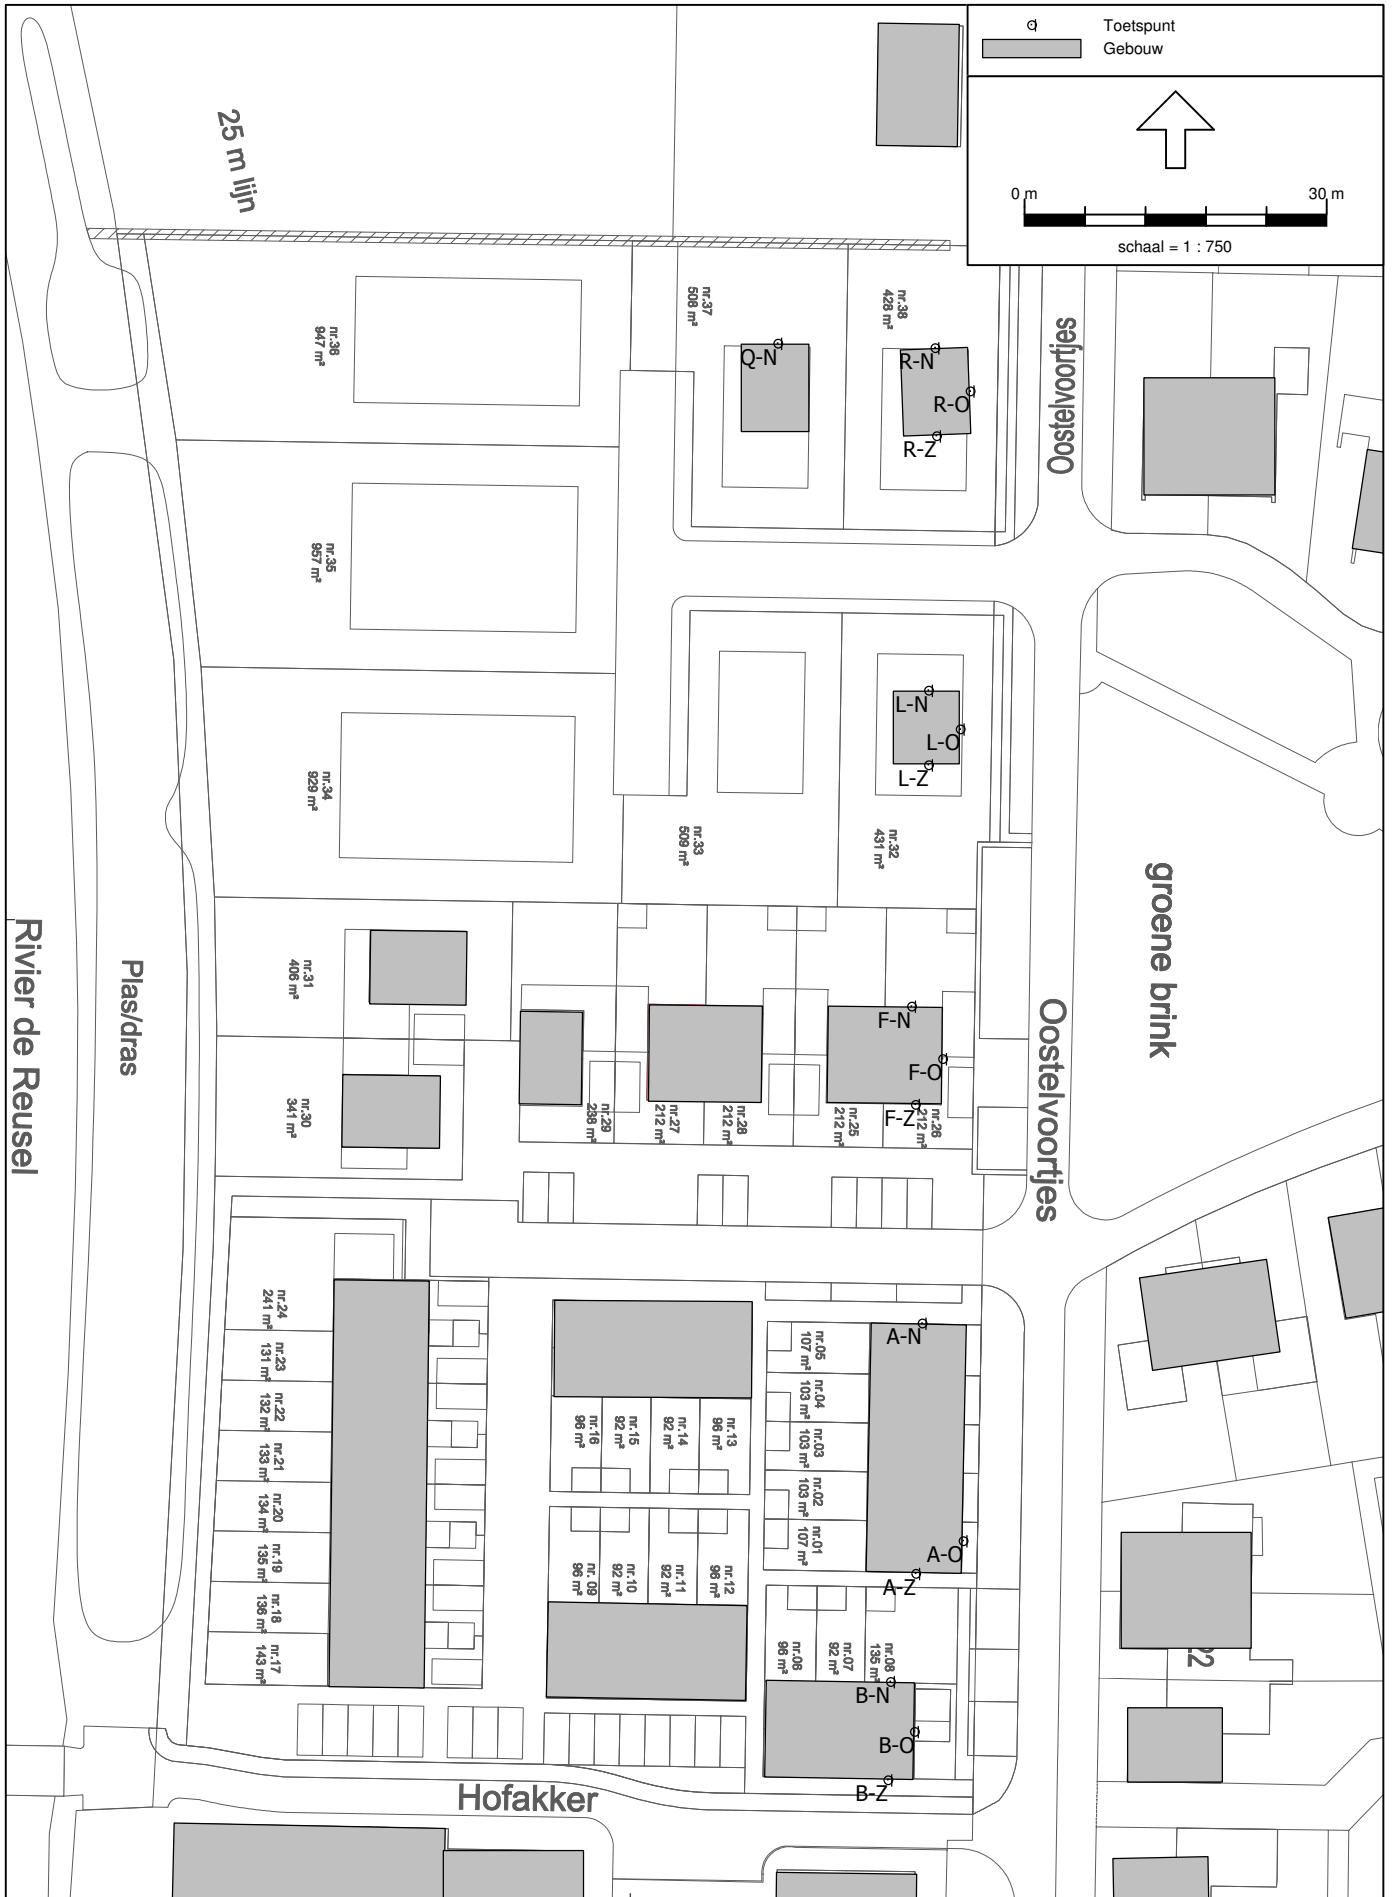 Toetspunt
Gebouw
0 m 30 m
schaal = 1 : 750
25 m lijn
nr.36
947 m²
nr.37
508 m²
nr.38
428 m²
Oostelvoortjes
Q-N
R-N
R-O
R-Z
nr.35
957 m²
L-N
L-O
L-Z
nr.34
929 m²
nr.33
509 m²
nr.32
431 m²
groene brink
Rivier de Reusel
Plas/dras
nr.31
406 m²
Oostelvoortjes
F-N
F-O
F-Z
nr.30
341 m²
nr.29
238 m²
nr.27
212 m²
nr.28
212 m²
nr.25
212 m²
nr.26
212 m²
nr.24
241 m²
nr.23
131 m²
nr.22
132 m²
nr.21
133 m²
nr.20
134 m²
nr.19
135 m²
nr.18
136 m²
nr.17
143 m²
A-N
nr.05
107 m²
nr.04
103 m²
nr.03
103 m²
nr.02
103 m²
nr.01
107 m²
nr.16
96 m²
nr.15
92 m²
nr.14
92 m²
nr.13
96 m²
A-O
A-Z
nr. 09
96 m²
nr.10
92 m²
nr.11
92 m²
nr.12
96 m²
nr.06
96 m²
nr.07
92 m²
nr.08
135 m²
22
B-N
B-O
B-Z
Hofakker